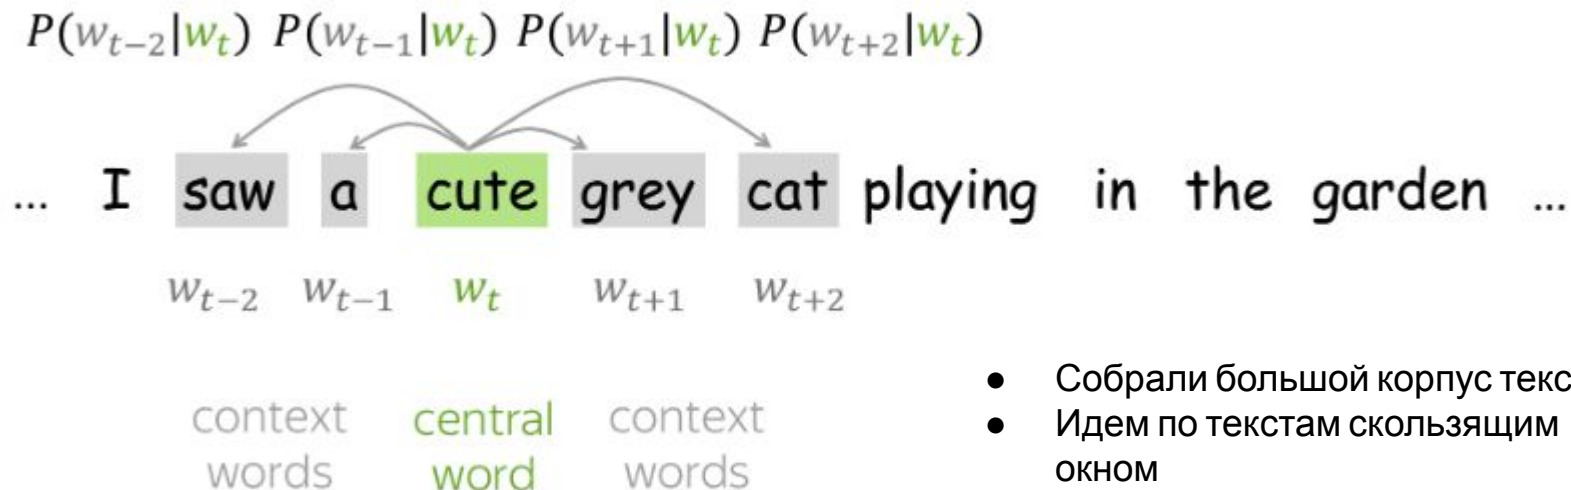 P(w_{t−2}|w_t) P(w_{t−1}|w_t) P(w_{t+1}|w_t) P(w_{t+2}|w_t)
... I saw a cute grey cat playing in the garden ...
w_{t−2} w_{t−1} w_t w_{t+1} w_{t+2}
context central context
words word words
● Собрали большой корпус текс
● Идем по текстам скользящим
окном